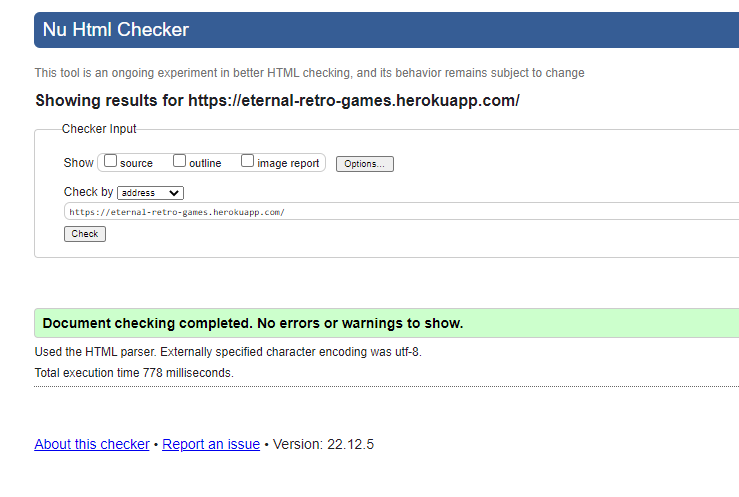 Nu Html Checker
This tool is an ongoing experiment in better HTML checking, and its behavior remains subject to change
Showing results for https://eternal-retro-games.herokuapp.com/
Checker Input
Show source outline image report Options...
Check by address
https://eternal-retro-games.herokuapp.com/
Check
Document checking completed. No errors or warnings to show.
Used the HTML parser. Externally specified character encoding was utf-8.
Total execution time 778 milliseconds.
About this checker • Report an issue • Version: 22.12.5